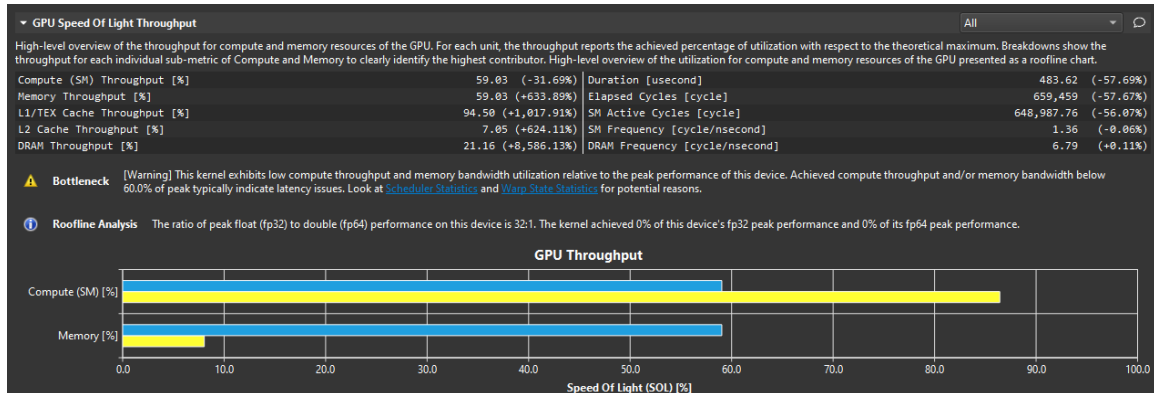 GPU Speed Of Light Throughput
All
High-level overview of the throughput for compute and memory resources of the GPU. For each unit, the throughput reports the achieved percentage of utilization with respect to the theoretical maximum. Breakdowns show the
throughput for each individual sub-metric of Compute and Memory to clearly identify the highest contributor. High-level overview of the utilization for compute and memory resources of the GPU presented as a roofline chart.
Compute (SM) Throughput [%] 59.03 (-31.69%) Duration [usecond] 483.62 (-57.69%)
Memory Throughput [%] 59.03 (+633.89%) Elapsed Cycles [cycle] 659,459 (-57.67%)
L1/TEX Cache Throughput [%] 94.50 (+1,017.91%) SM Active Cycles [cycle] 648,987.76 (-56.07%)
L2 Cache Throughput [%] 7.05 (+624.11%) SM Frequency [cycle/nsecond] 1.36 (-0.06%)
DRAM Throughput [%] 21.16 (+8,586.13%) DRAM Frequency [cycle/nsecond] 6.79 (+0.11%)
Bottleneck [Warning] This kernel exhibits low compute throughput and memory bandwidth utilization relative to the peak performance of this device. Achieved compute throughput and/or memory bandwidth below
60.0% of peak typically indicate latency issues. Look at Scheduler Statistics and Warp State Statistics for potential reasons.
Roofline Analysis The ratio of peak float (fp32) to double (fp64) performance on this device is 32:1. The kernel achieved 0% of this device's fp32 peak performance and 0% of its fp64 peak performance.
GPU Throughput
Compute (SM) [%]
Memory [%]
0.0 10.0 20.0 30.0 40.0 50.0 60.0 70.0 80.0 90.0 100.0
Speed Of Light (SOL) [%]